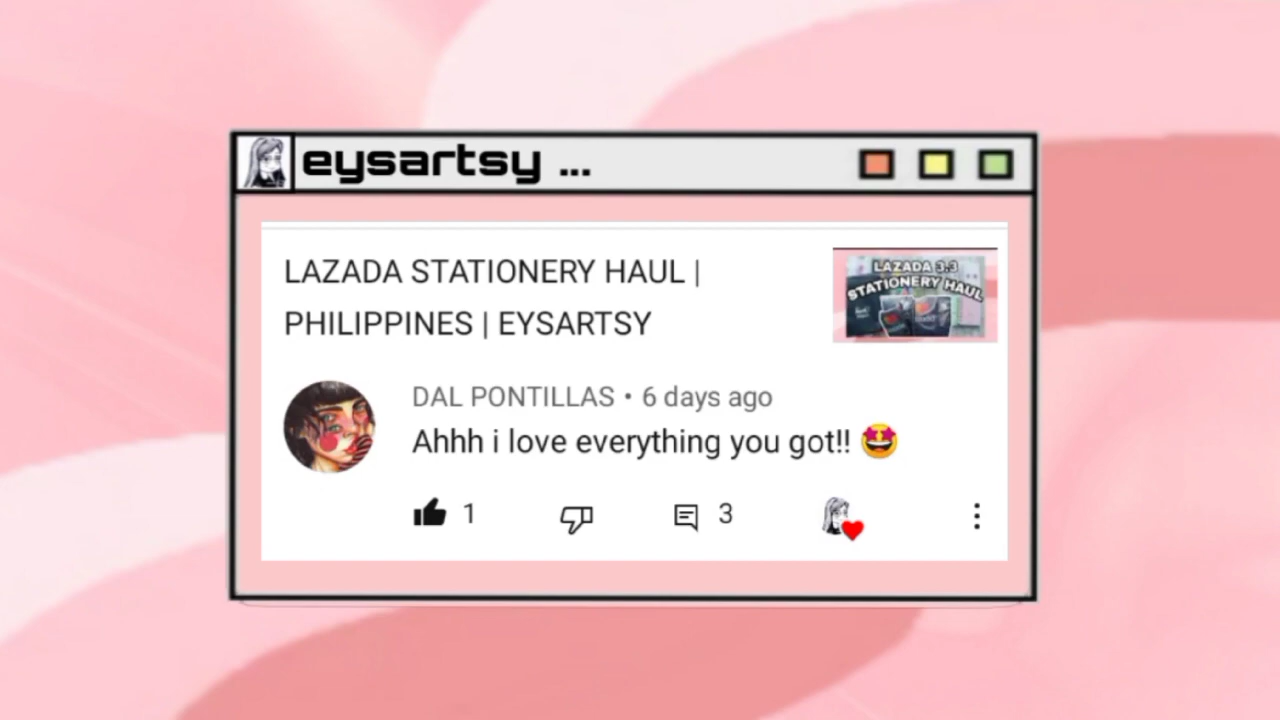 eysartsy ...
LAZADA STATIONERY HAUL |
PHILIPPINES | EYSARTSY
LAZADA 3.3
STATIONERY HAUL
DAL PONTILLAS • 6 days ago
Ahhh i love everything you got!! 🤩
1
3